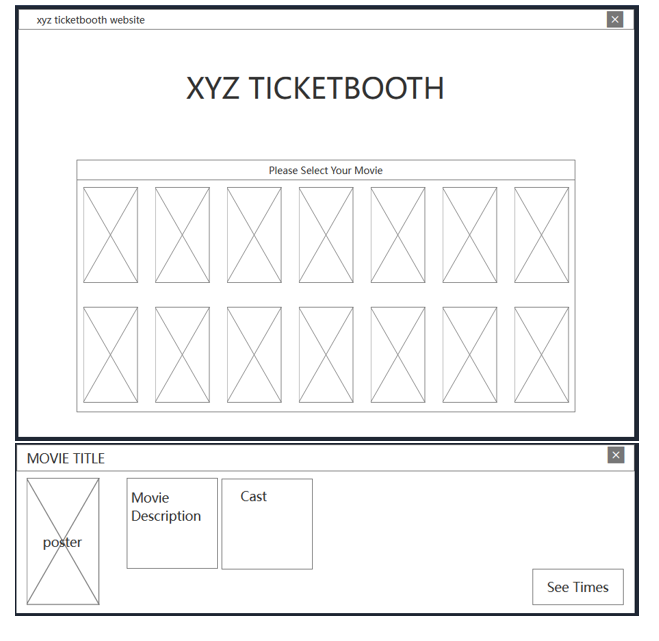 xyz ticketbooth website
XYZ TICKETBOOTH
Please Select Your Movie
MOVIE TITLE
poster
Movie
Description
Cast
See Times